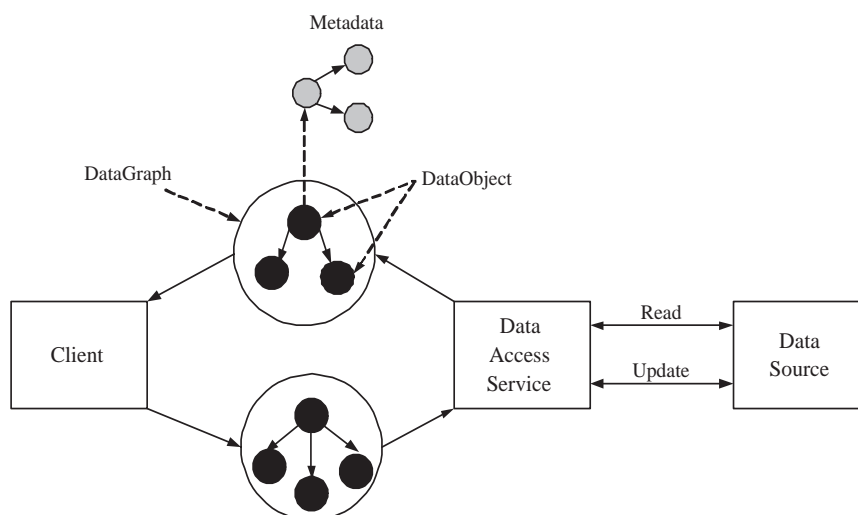 Metadata
DataGraph
DataObject
Client
Data
Access
Service
Read
Update
Data
Source